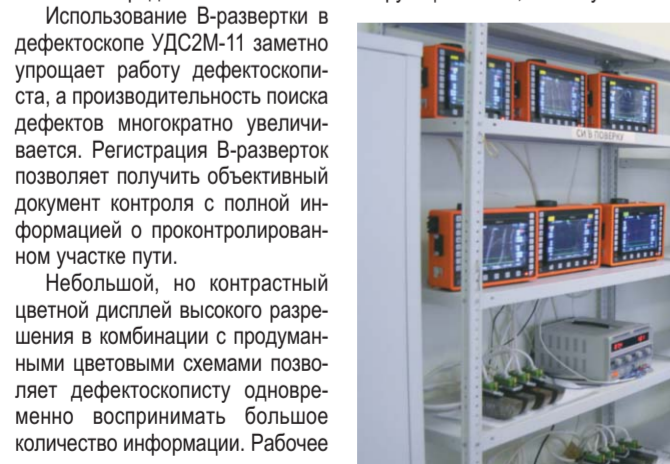 Использование В-развертки в
дефектоскопе УДС2М-11 заметно
упрощает работу дефектоскопи-
ста, а производительность поиска
дефектов многократно увеличи-
вается. Регистрация В-разверток
позволяет получить объективный
документ контроля с полной ин-
формацией о проконтролирован-
ном участке пути.
Небольшой, но контрастный
цветной дисплей высокого разре-
шения в комбинации с продуман-
ными цветовыми схемами позво-
ляет дефектоскописту одновре-
менно воспринимать большое
количество информации. Рабочее
СИ В ПОВЕРКУ